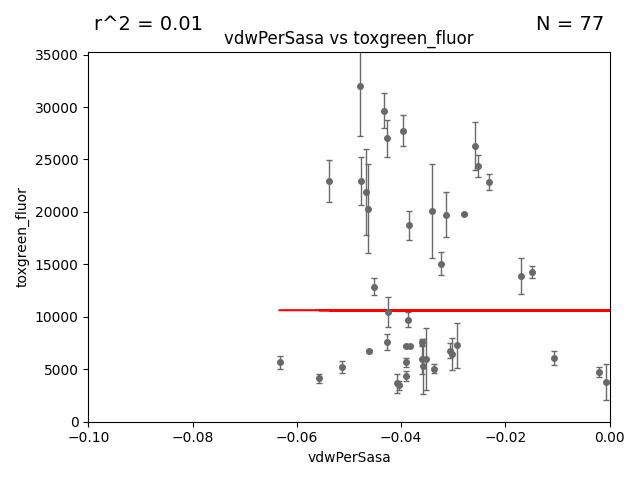 r^2 = 0.01
N = 77
vdwPerSasa vs toxgreen_fluor
35000
30000
25000
20000
15000
10000
5000
0
toxgreen_fluor
−0.10
−0.08
−0.06
−0.04
−0.02
0.00
vdwPerSasa